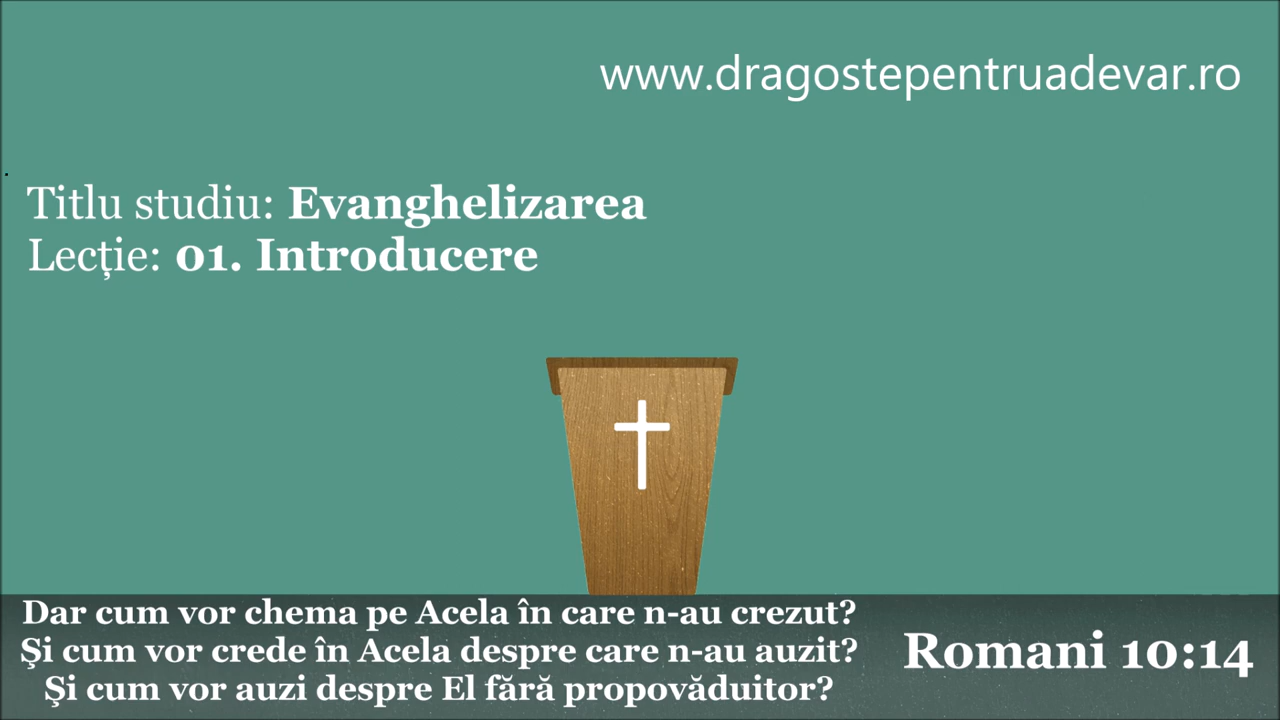 www.dragostepentruadevar.ro
Titlu studiu: Evanghelizarea
Lecție: 01. Introducere
Dar cum vor chema pe Acela în care n-au crezut?
Şi cum vor crede în Acela despre care n-au auzit?
Şi cum vor auzi despre El fără propovăduitor?
Romani 10:14